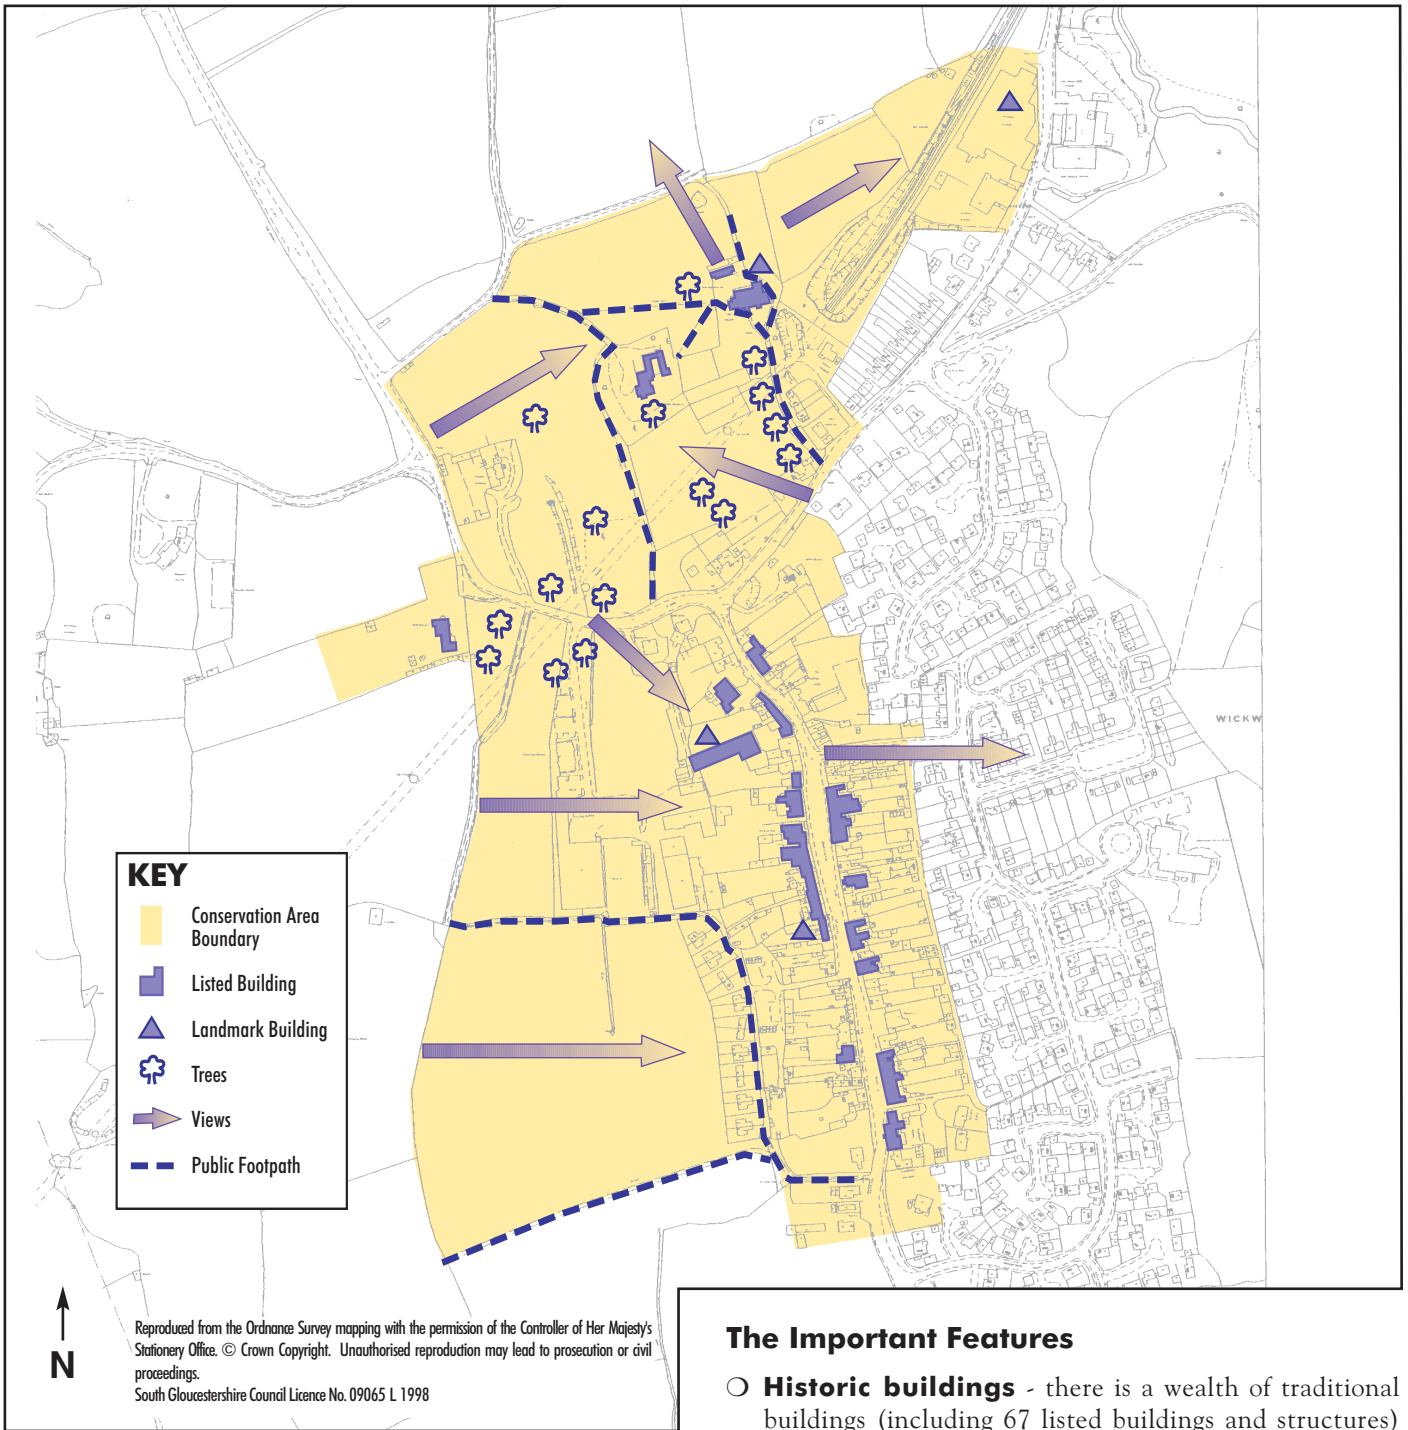 WICKW
KEY
Conservation Area
Boundary
Listed Building
Landmark Building
Trees
Views
Public Footpath
N
Reproduced from the Ordnance Survey mapping with the permission of the Controller of Her Majesty's
Stationery Office. © Crown Copyright. Unauthorised reproduction may lead to prosecution or civil
proceedings.
South Gloucestershire Council Licence No. 09065 L 1998
The Important Features
❍ Historic buildings - there is a wealth of traditional
buildings (including 67 listed buildings and structures)